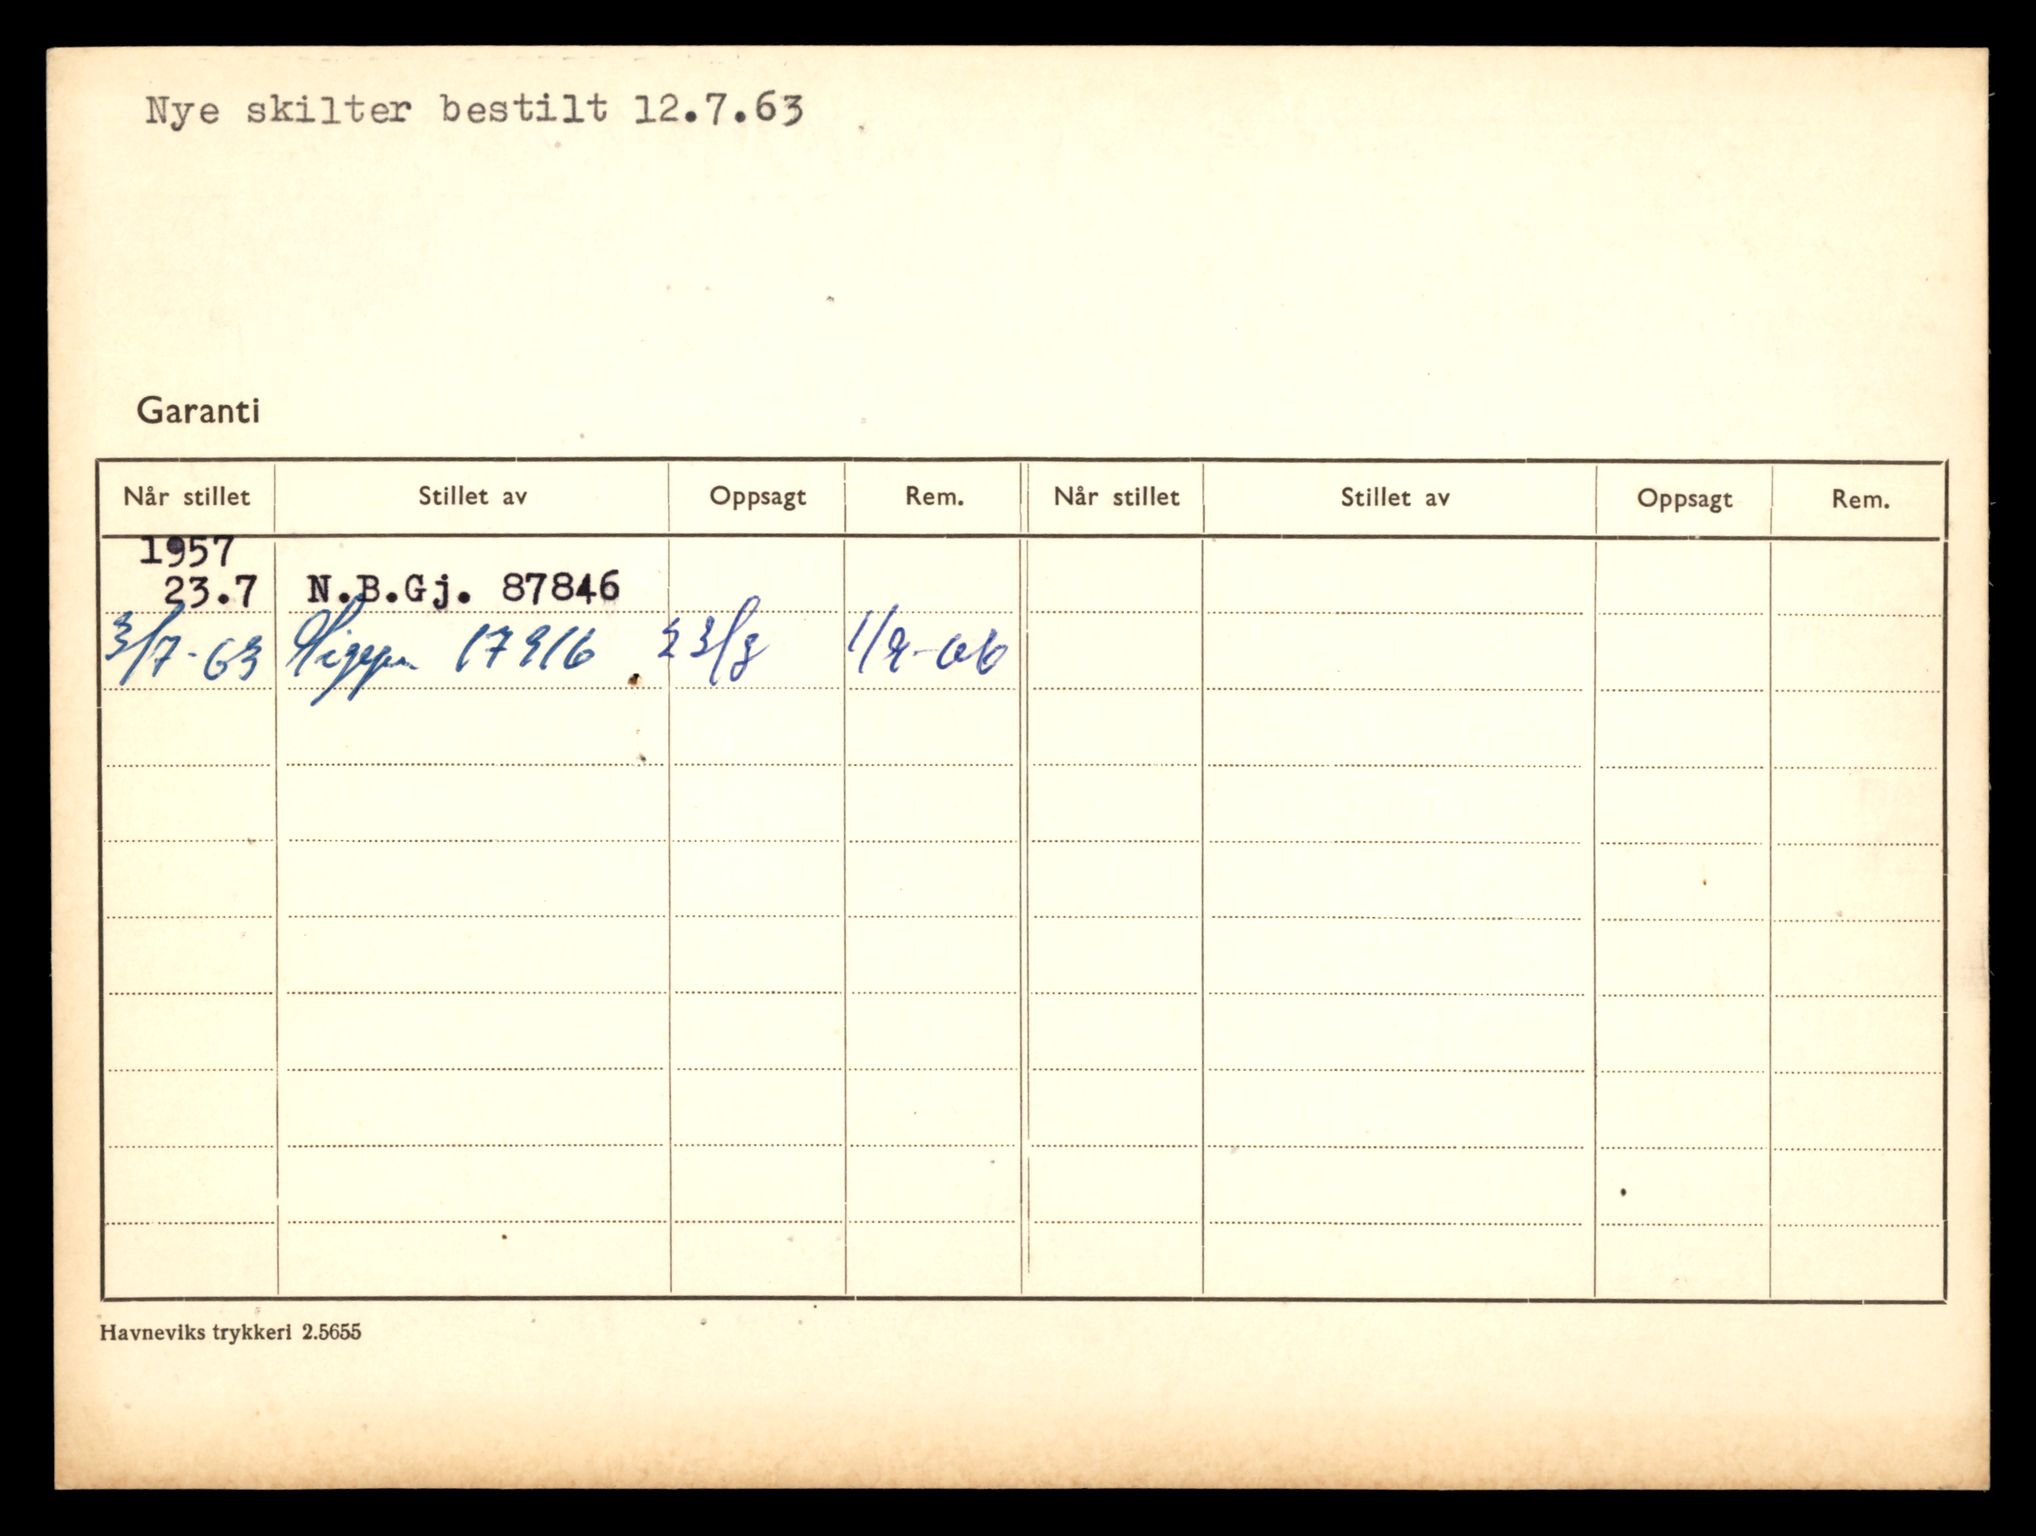 Nye skilter bestilt 12.7.63
Garanti
Når stillet Stillet av Oppsagt Rem. Når stillet Stillet av Oppsagt Rem.
1957
23.7 N.B.Gj. 87846
3/7-63 17916 23/8 1/9-66
Havneviks trykkeri 2.5655